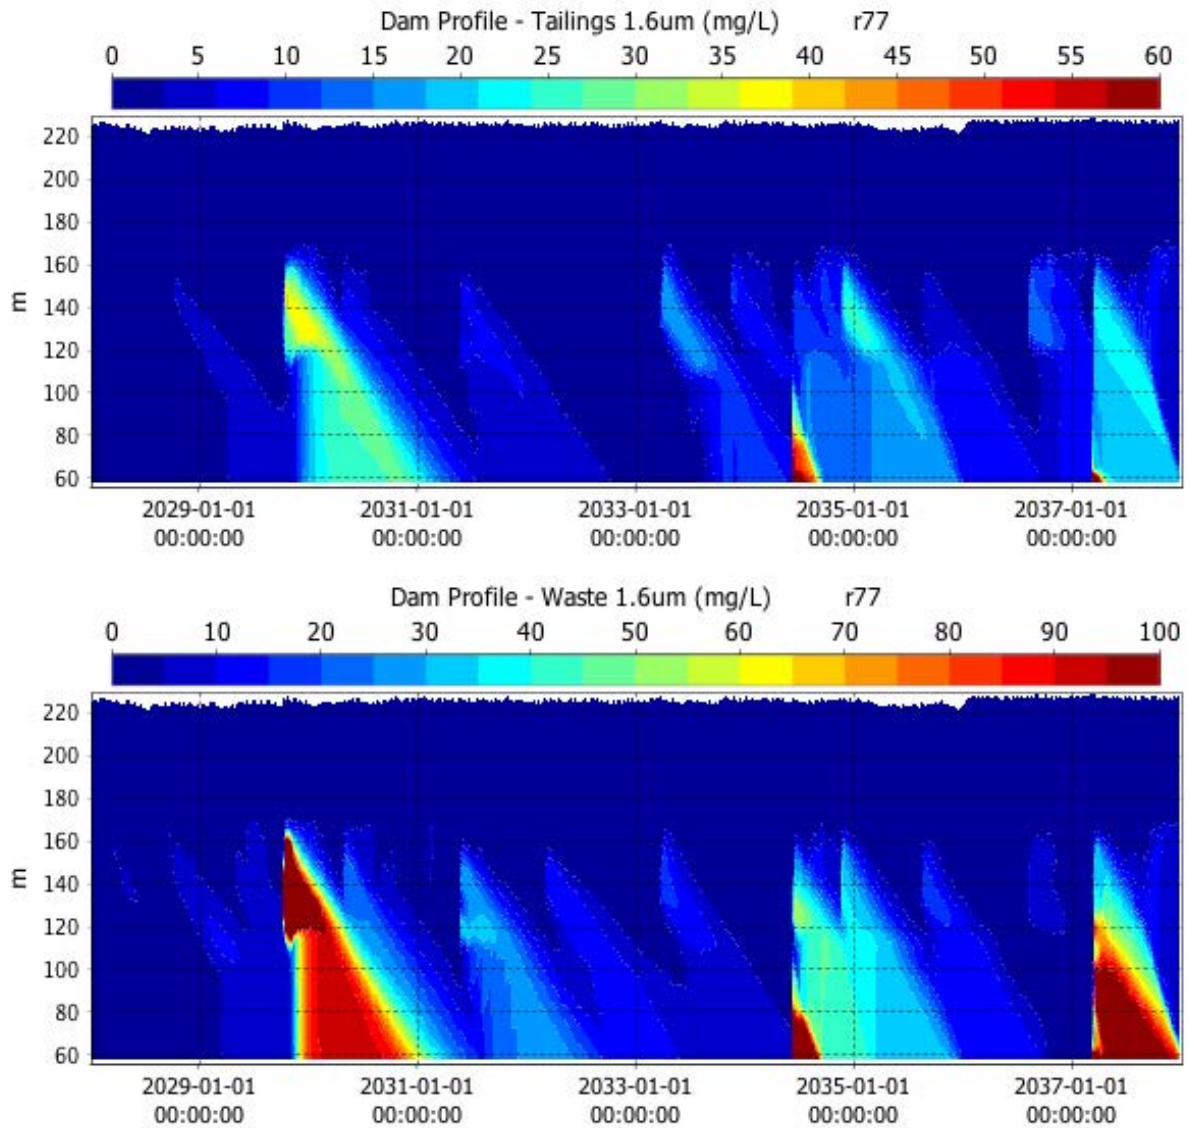 Dam Profile - Tailings 1.6um (mg/L) r77
0 5 10 15 20 25 30 35 40 45 50 55 60
220
200
180
160
140
120
100
80
60
m
2029-01-01 2031-01-01 2033-01-01 2035-01-01 2037-01-01
00:00:00 00:00:00 00:00:00 00:00:00 00:00:00
Dam Profile - Waste 1.6um (mg/L) r77
0 10 20 30 40 50 60 70 80 90 100
220
200
180
160
140
120
100
80
60
m
2029-01-01 2031-01-01 2033-01-01 2035-01-01 2037-01-01
00:00:00 00:00:00 00:00:00 00:00:00 00:00:00